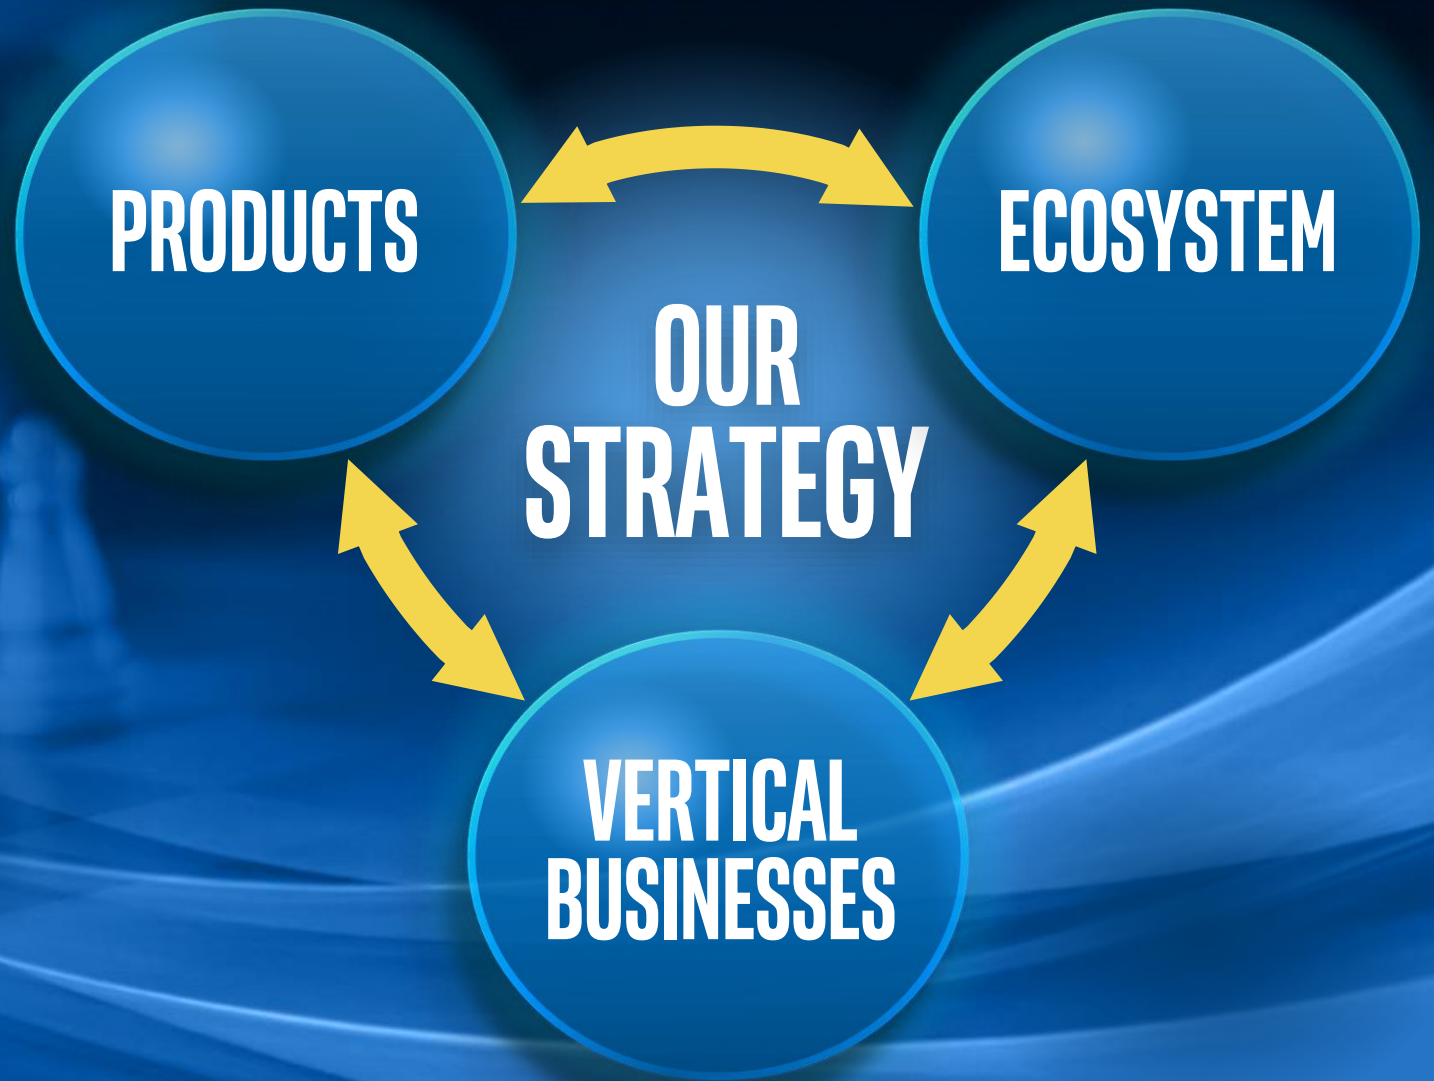 PRODUCTS
ECOSYSTEM
OUR
STRATEGY
VERTICAL
BUSINESSES